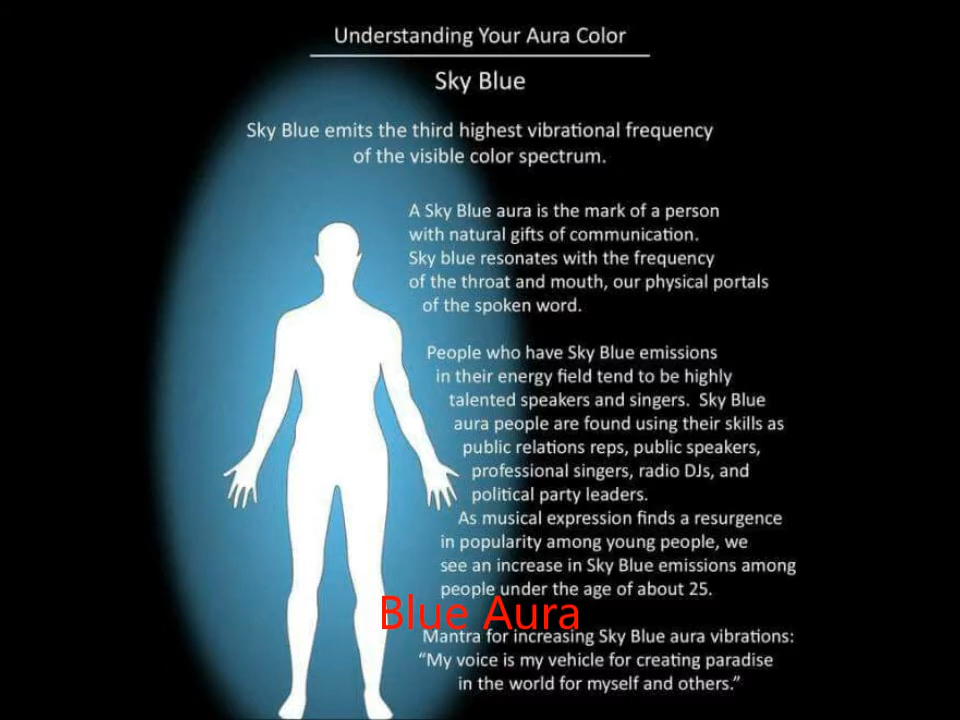 Understanding Your Aura Color
Sky Blue
Sky Blue emits the third highest vibrational frequency
of the visible color spectrum.
A Sky Blue aura is the mark of a person
with natural gifts of communication.
Sky blue resonates with the frequency
of the throat and mouth, our physical portals
of the spoken word.
People who have Sky Blue emissions
in their energy field tend to be highly
talented speakers and singers. Sky Blue
aura people are found using their skills as
public relations reps, public speakers,
professional singers, radio DJs, and
political party leaders.
As musical expression finds a resurgence
in popularity among young people, we
see an increase in Sky Blue emissions among
people under the age of about 25.
Blue Aura
Mantra for increasing Sky Blue aura vibrations:
“My voice is my vehicle for creating paradise
in the world for myself and others.”